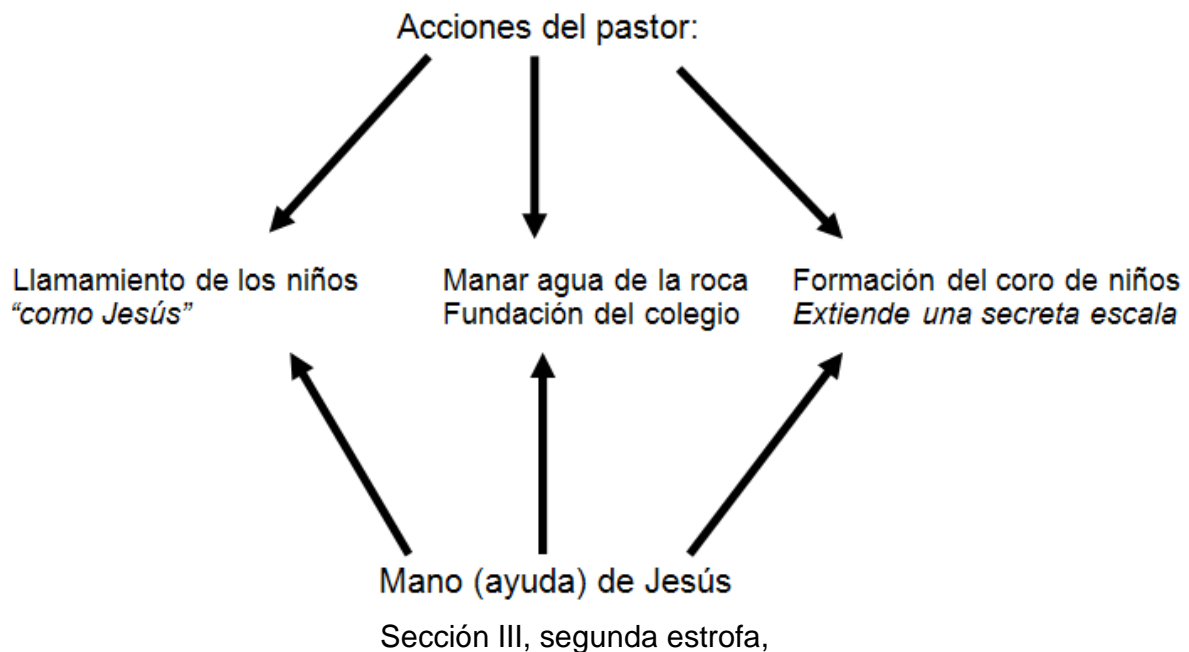 Acciones del pastor:
Llamamiento de los niños
“como Jesús”
Manar agua de la roca
Fundación del colegio
Formación del coro de niños
Extiende una secreta escala
Mano (ayuda) de Jesús
Sección III, segunda estrofa,